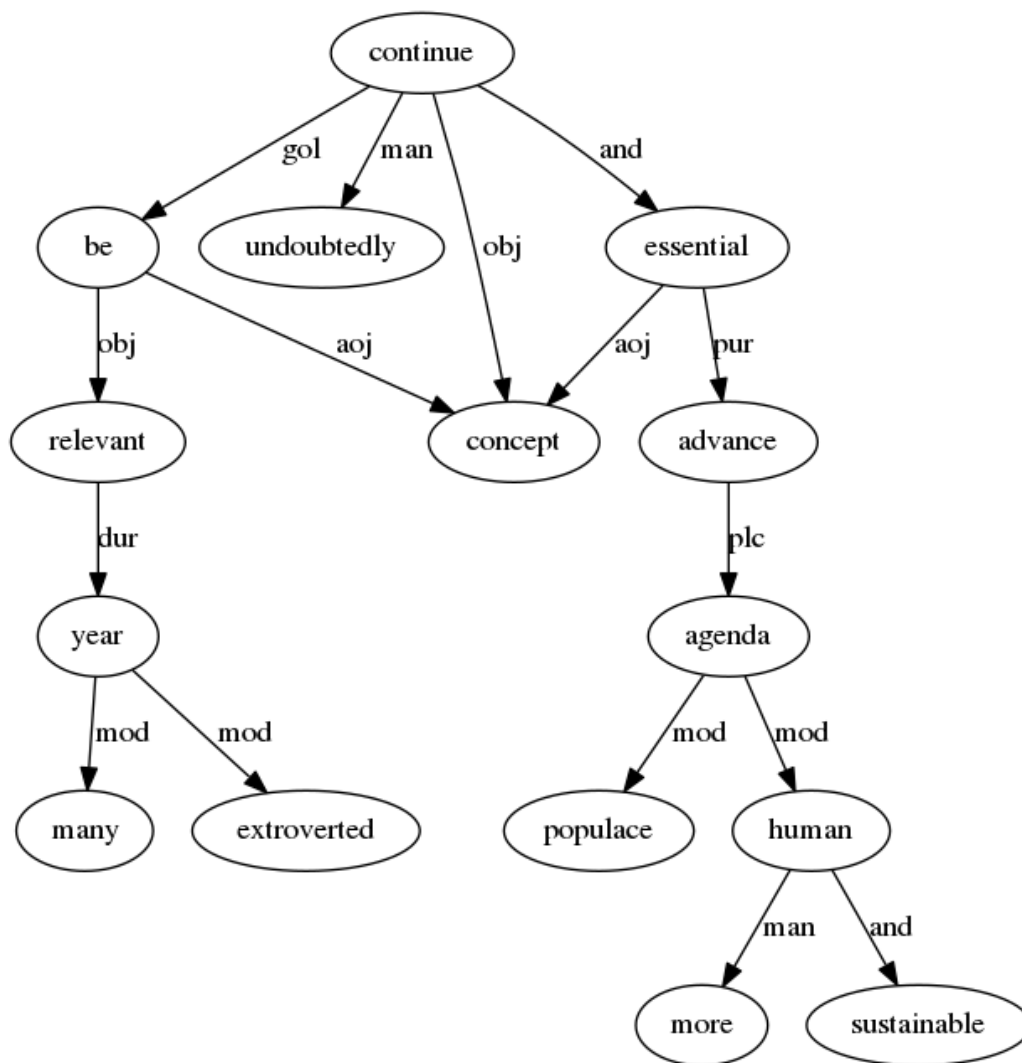 continue
gol man and
be undoubtedly obj essential
obj aoj aoj pur
relevant concept advance
dur plc
year agenda
mod mod mod mod
many extroverted populace human
man and
more sustainable